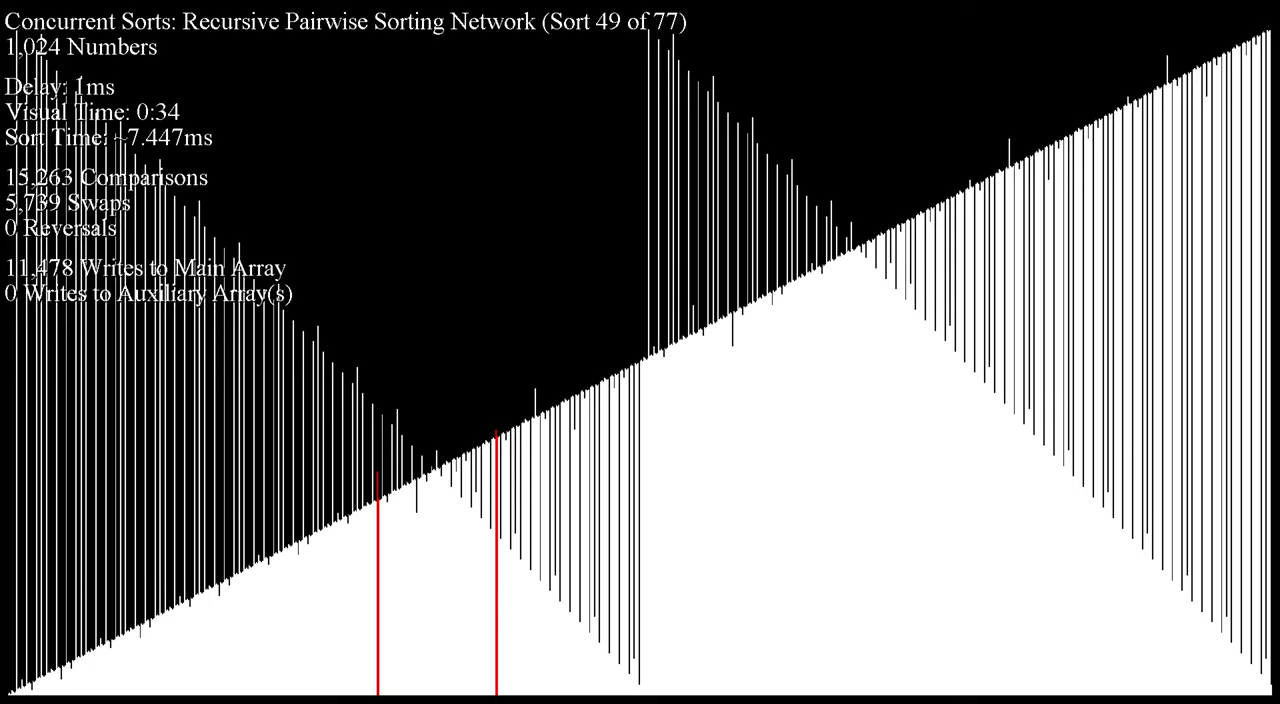 Concurrent Sorts: Recursive Pairwise Sorting Network (Sort 49 of 77)
1,024 Numbers
Delay: 1ms
Visual Time: 0:34
Sort Time: ~7.447ms
15,263 Comparisons
5,739 Swaps
0 Reversals
11,478 Writes to Main Array
0 Writes to Auxiliary Array(s)